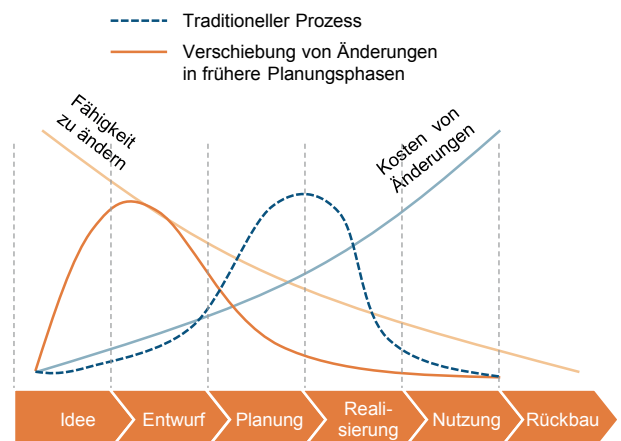 Traditioneller Prozess
Verschiebung von Änderungen
in frühere Planungsphasen
Fähigkeit
zu ändern
Kosten von
Änderungen
Idee
Entwurf
Planung
Reali-
sierung
Nutzung
Rückbau